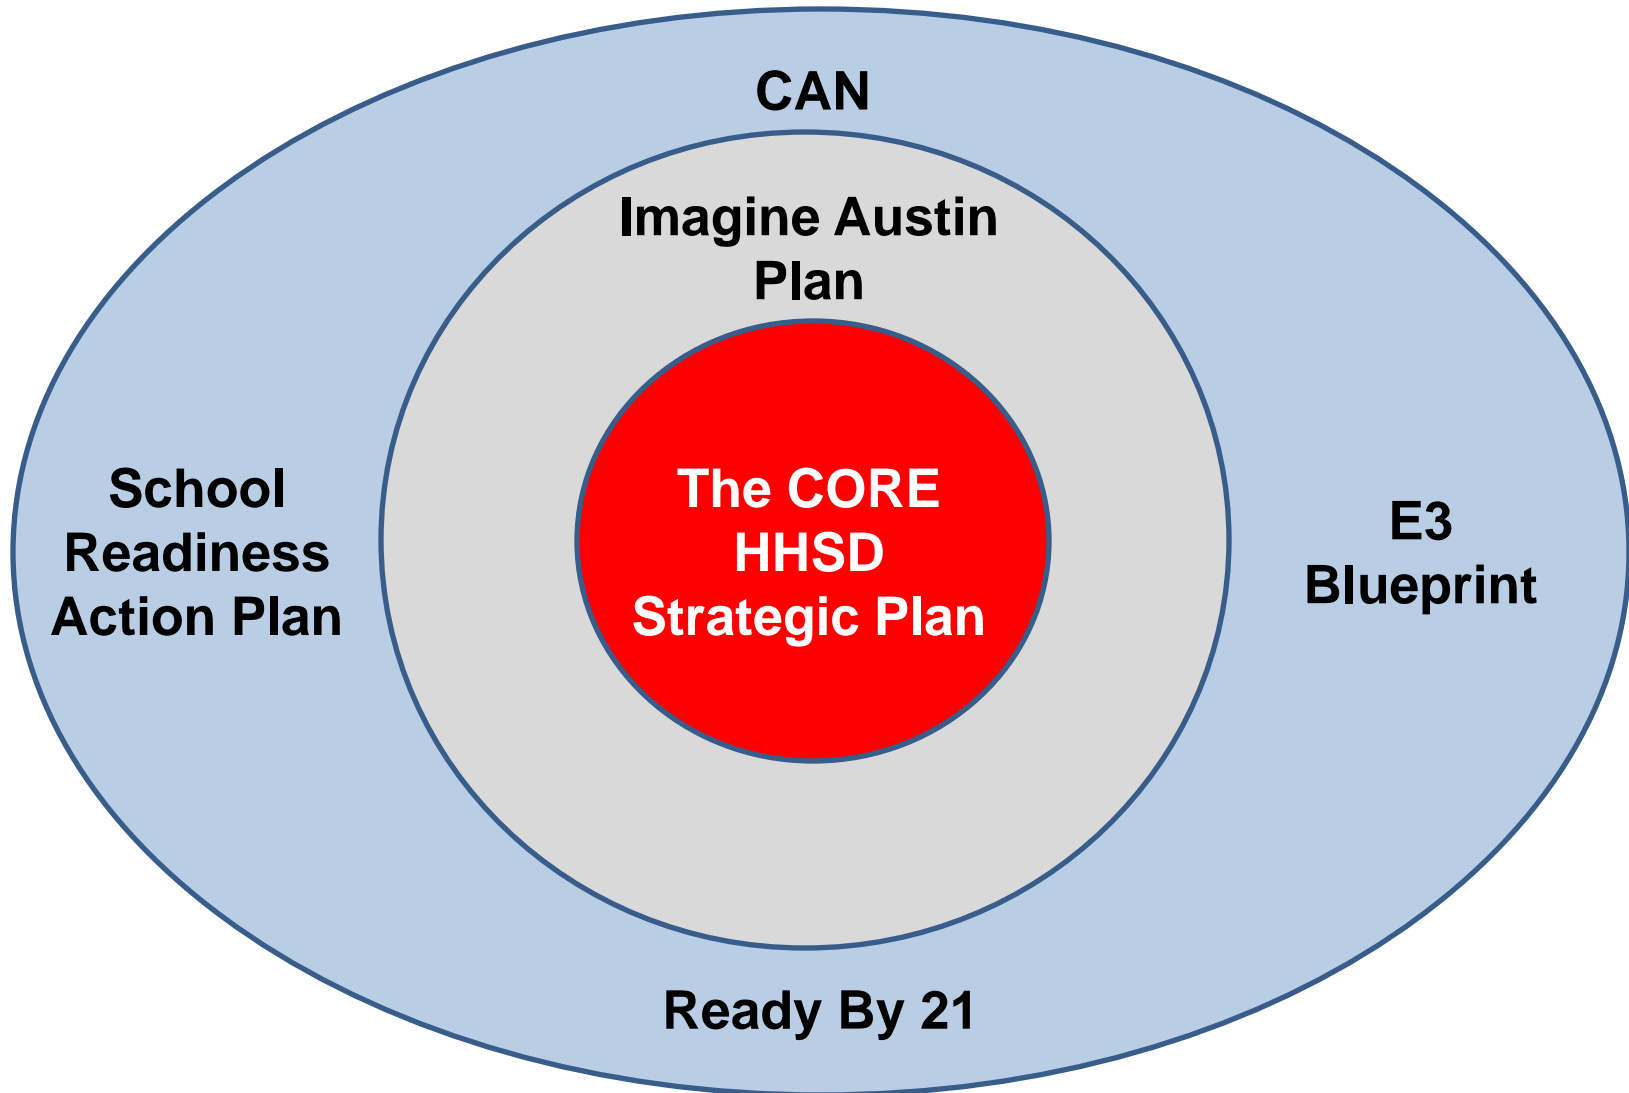 CAN
Imagine Austin
Plan
School
Readiness
Action Plan
The CORE
HHSD
Strategic Plan
E3
Blueprint
Ready By 21